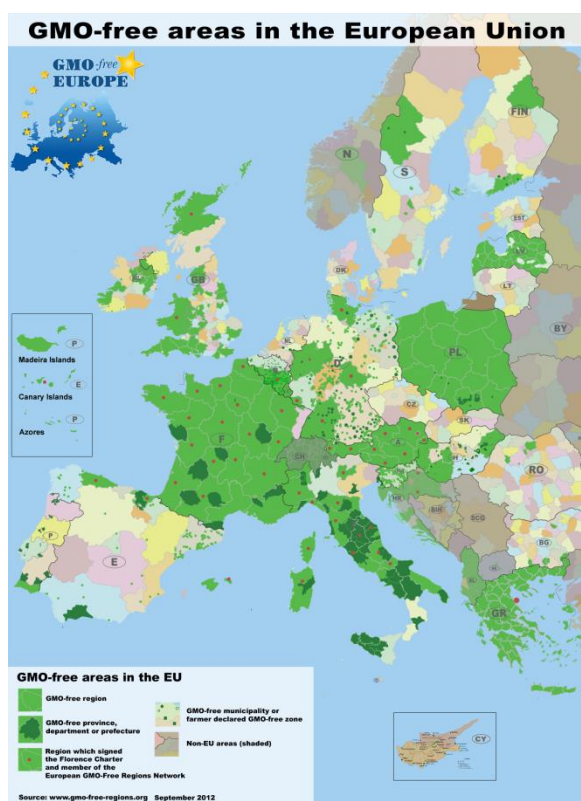 GMO-free areas in the European Union
GMO-free
EUROPE
FIN
N
S
EST
LV
DK
LT
GB
BY
P
Madeira Islands
E
Canary Islands
P
Azores
NL
D
PL
CZ
SK
F
A
CH
H
RO
HR
BIH
SCG
BG
P
E
GR
GMO-free areas in the EU
GMO-free region
GMO-free province,
department or prefecture
Region which signed
the Florence Charter
and member of the
European GMO-Free Regions Network
GMO-free municipality or
farmer declared GMO-free zone
Non-EU areas (shaded)
CY
Source: www.gmo-free-regions.org September 2012